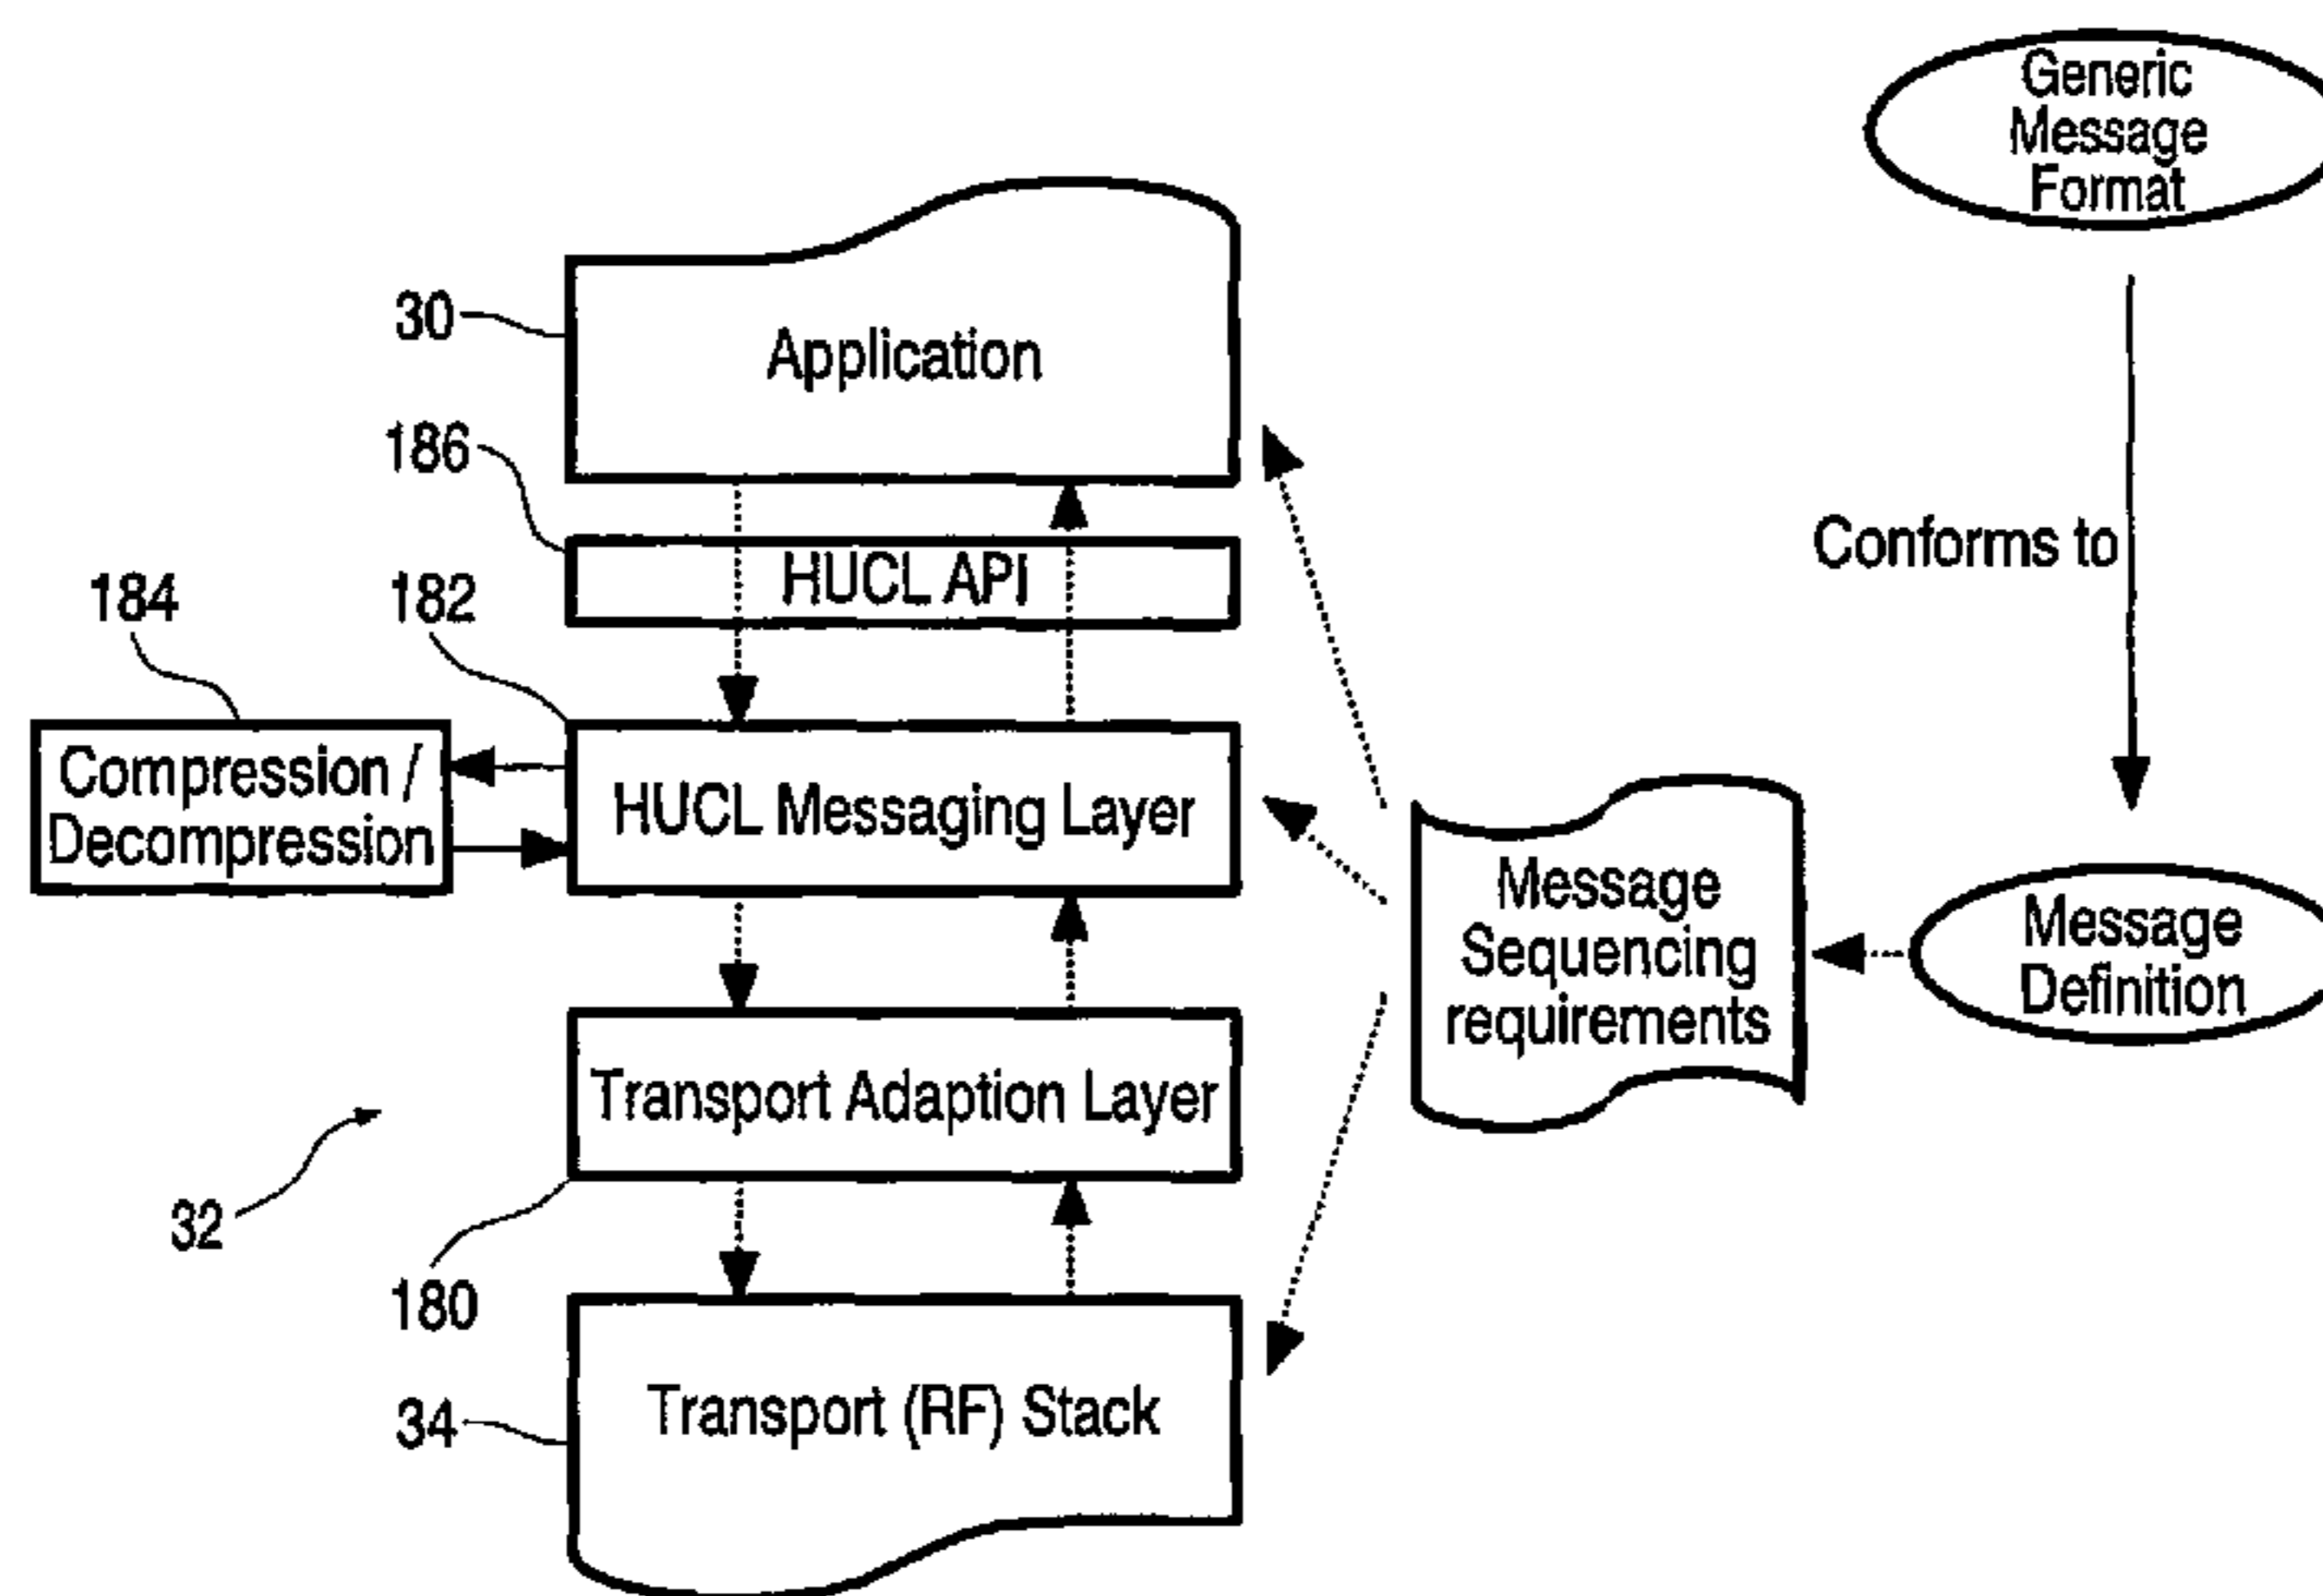 Generic
Message
Format
30
Application
186
HUCL API
Conforms to
184
182
Compression /
Decompression
HUCL Messaging Layer
Message
Sequencing
requirements
Message
Definition
Transport Adaption Layer
32
180
34
Transport (RF) Stack